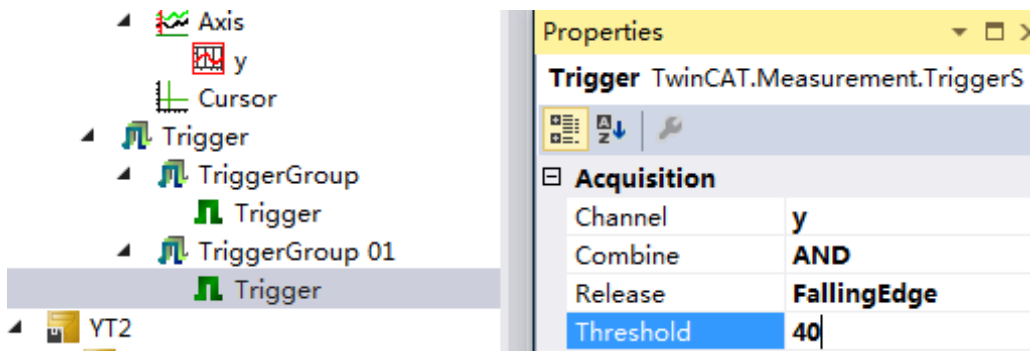 Axis
y
Cursor
Trigger
TriggerGroup
Trigger
TriggerGroup 01
Trigger
YT2
Properties
Trigger TwinCAT.Measurement.TriggerS
Acquisition
Channel y
Combine AND
Release FallingEdge
Threshold 40